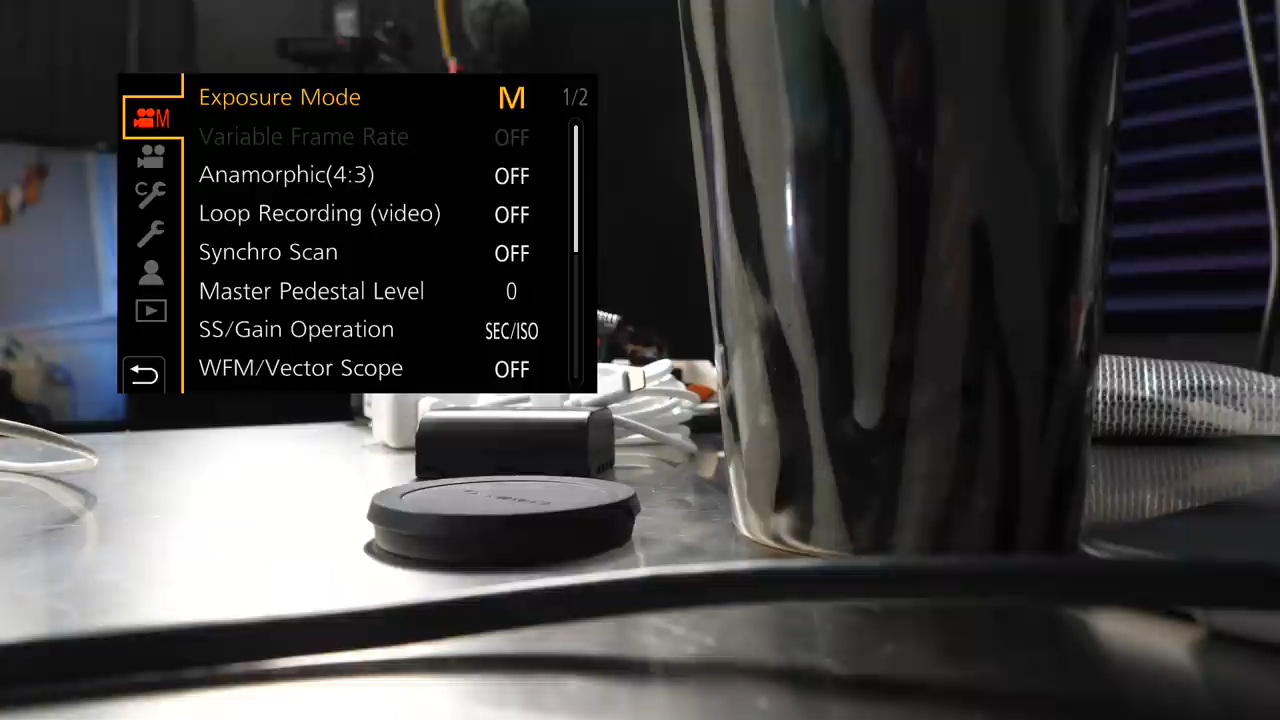 Exposure Mode M 1/2
M
Variable Frame Rate OFF
Anamorphic(4:3) OFF
Loop Recording (video) OFF
C
Synchro Scan OFF
Master Pedestal Level 0
SS/Gain Operation SEC/ISO
WFM/Vector Scope OFF